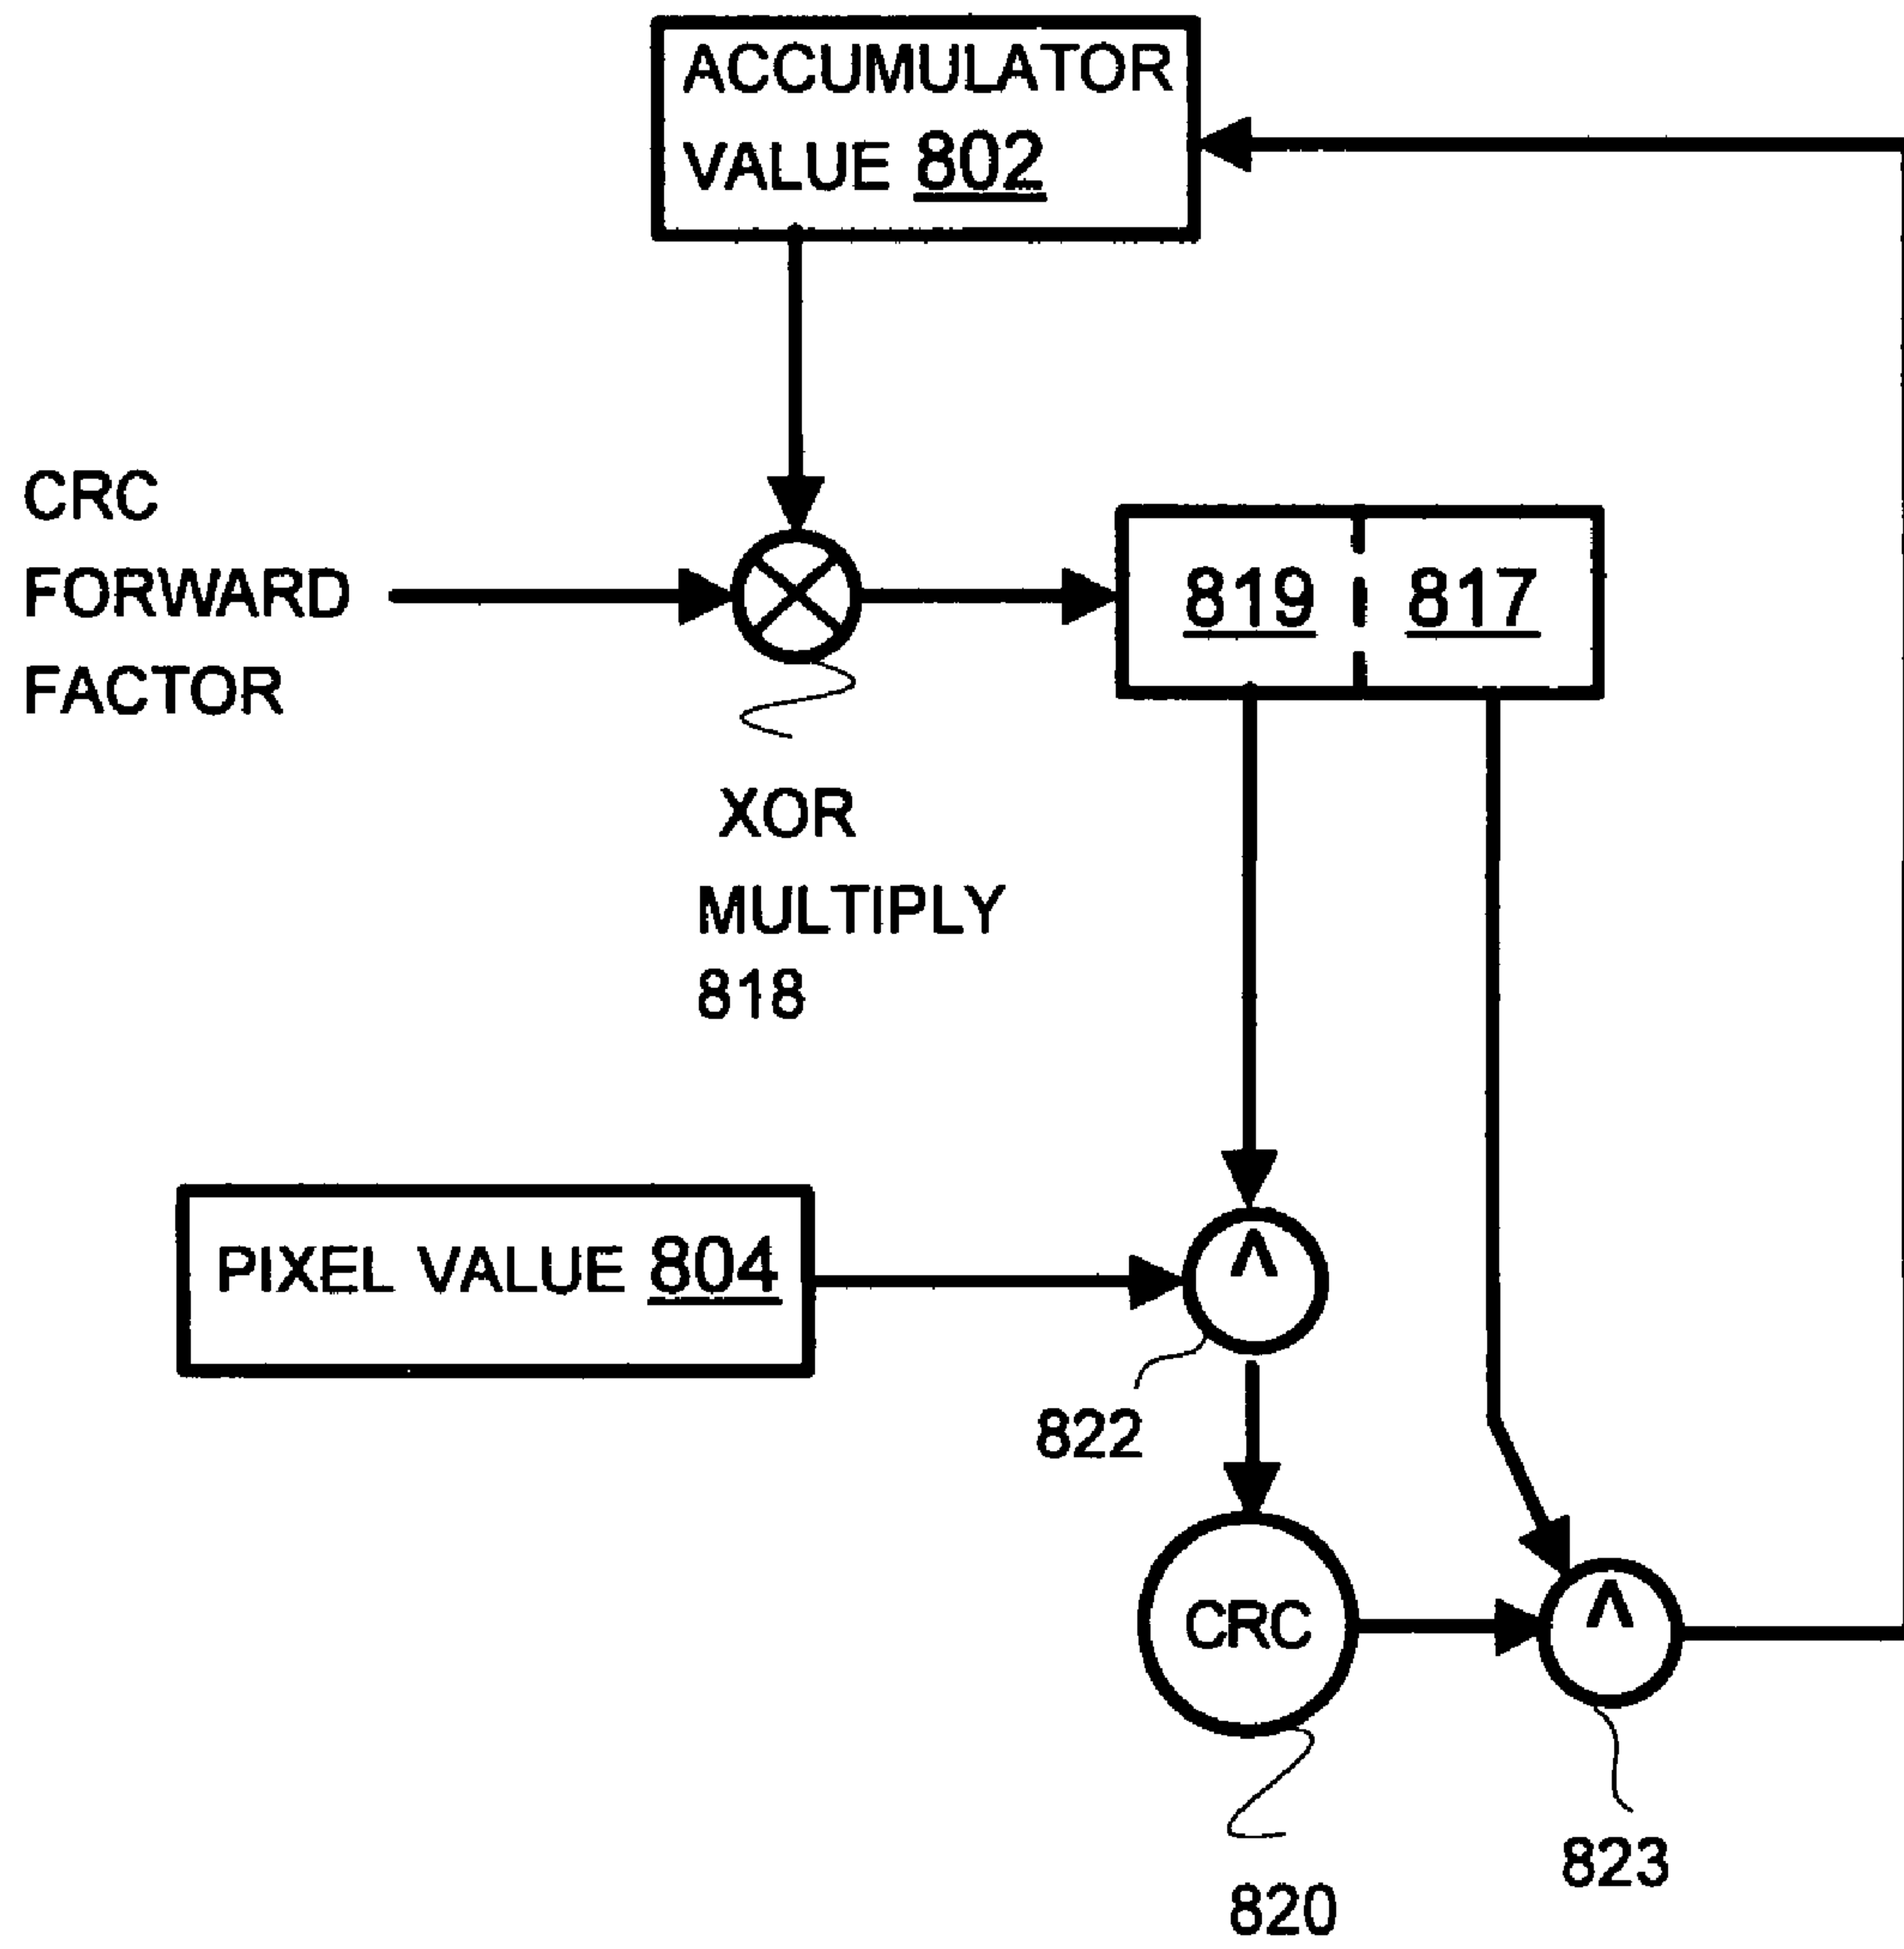 ACCUMULATOR
VALUE 802
CRC
FORWARD
FACTOR
819 817
XOR
MULTIPLY
818
PIXEL VALUE 804
^
822
CRC
^
823
820